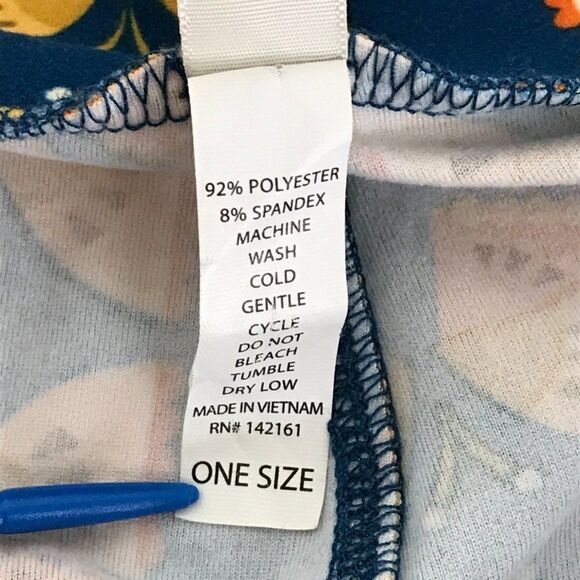 92% POLYESTER
8% SPANDEX
MACHINE
WASH
COLD
GENTLE
CYCLE
DO NOT
BLEACH
TUMBLE
DRY LOW
MADE IN VIETNAM
RN# 142161
ONE SIZE